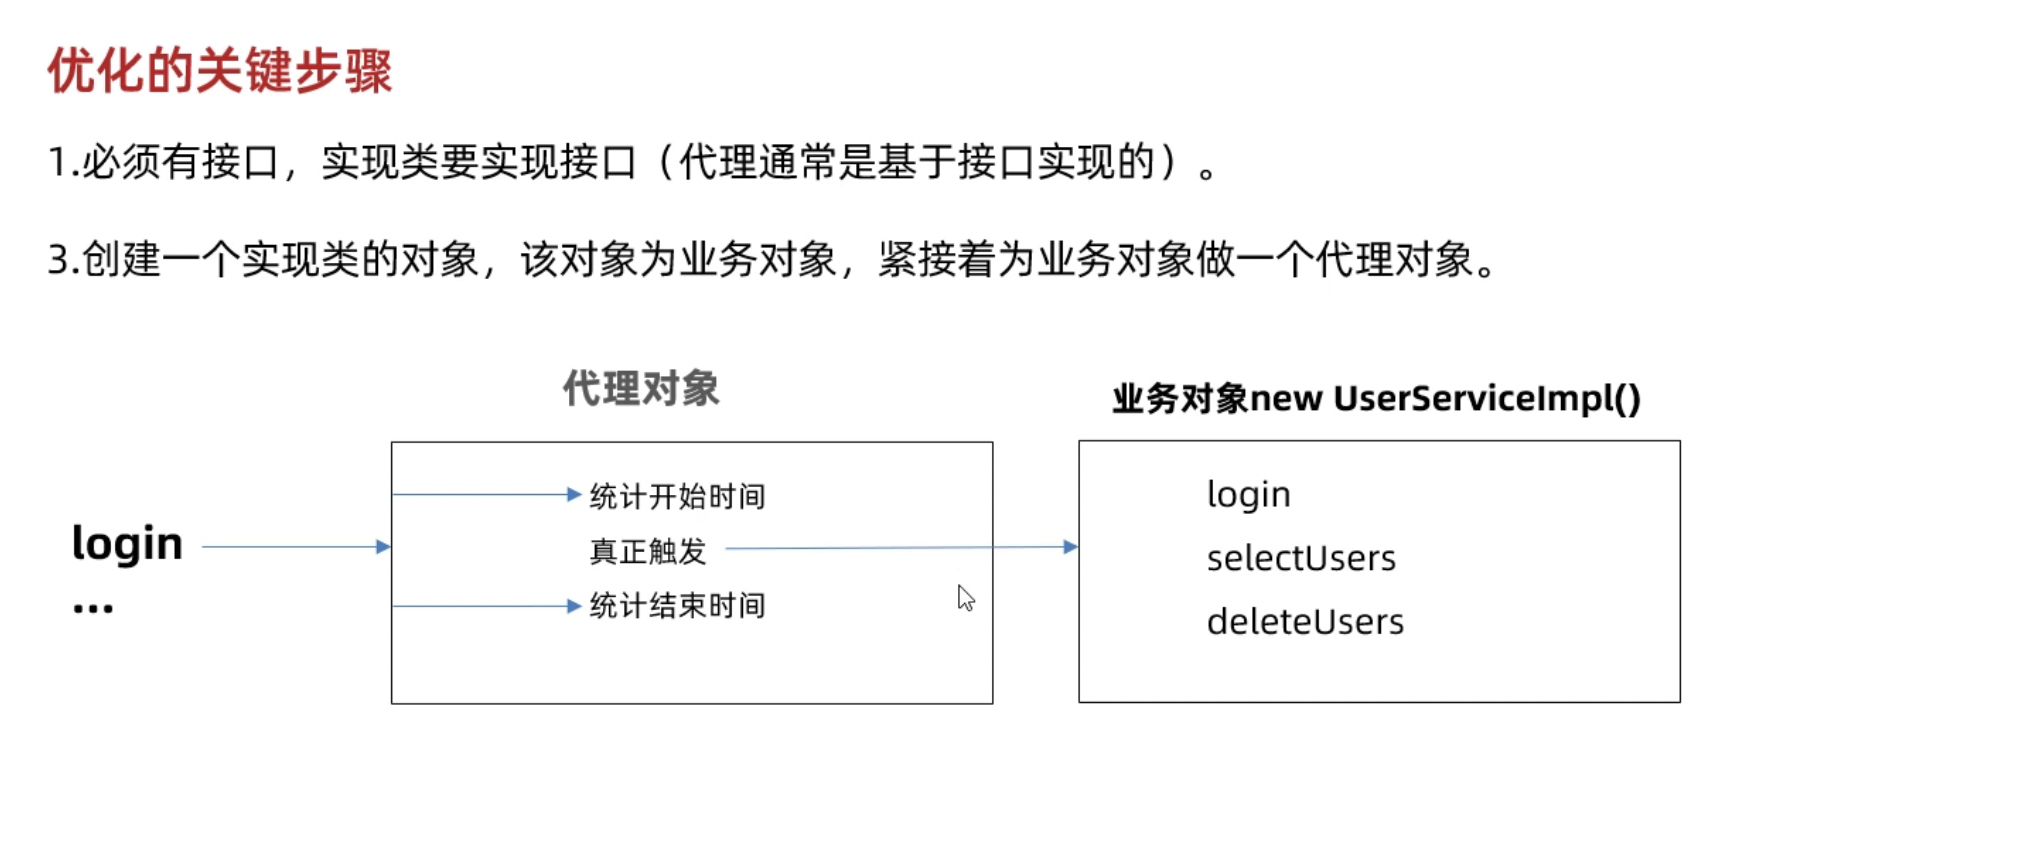 优化的关键步骤
1.必须有接口，实现类要实现接口（代理通常是基于接口实现的）。
3.创建一个实现类的对象，该对象为业务对象，紧接着为业务对象做一个代理对象。
代理对象
业务对象new UserServiceImpl()
login
...
统计开始时间
真正触发
统计结束时间
login
selectUsers
deleteUsers